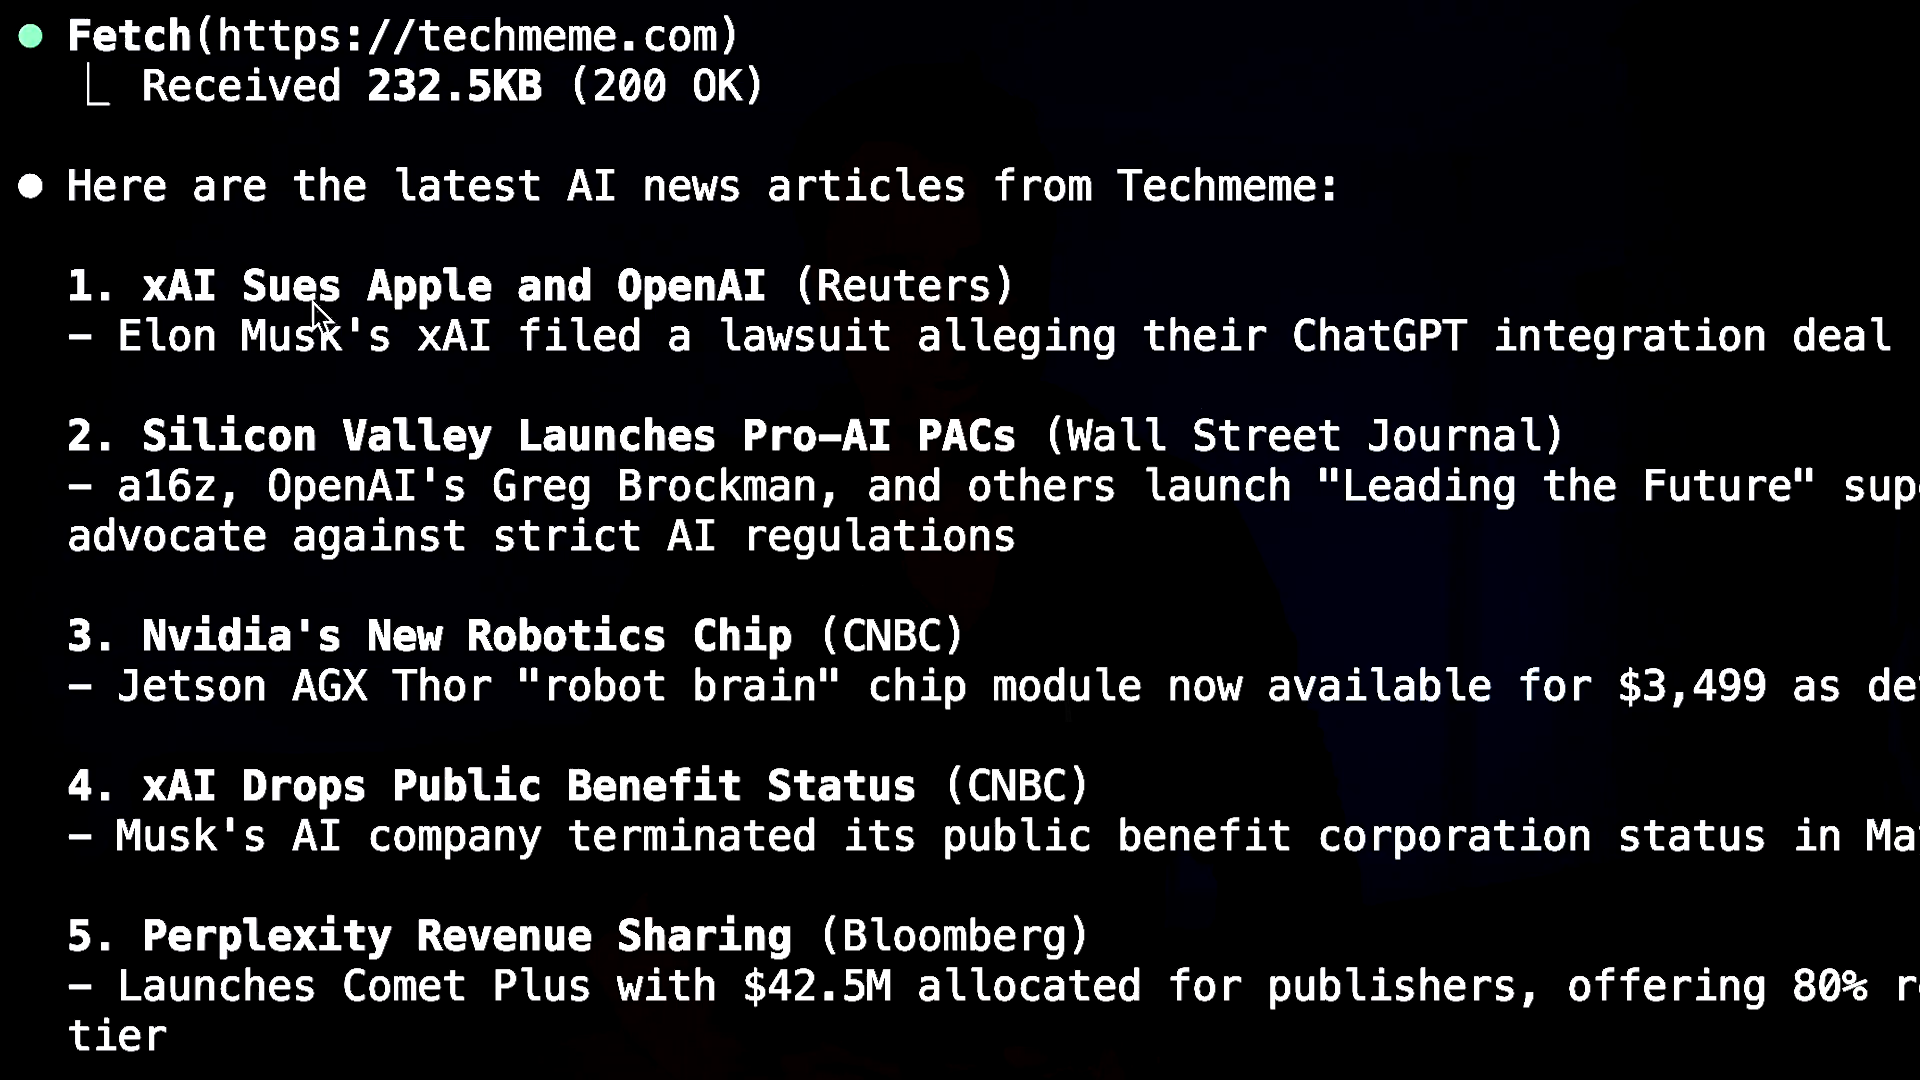 Fetch(https://techmeme.com)
Received 232.5KB (200 OK)
Here are the latest AI news articles from Techmeme:
1. xAI Sues Apple and OpenAI (Reuters)
– Elon Musk's xAI filed a lawsuit alleging their ChatGPT integration deal
2. Silicon Valley Launches Pro–AI PACs (Wall Street Journal)
– a16z, OpenAI's Greg Brockman, and others launch "Leading the Future"
advocate against strict AI regulations
3. Nvidia's New Robotics Chip (CNBC)
– Jetson AGX Thor "robot brain" chip module now available for $3,499 as
4. xAI Drops Public Benefit Status (CNBC)
– Musk's AI company terminated its public benefit corporation status in
5. Perplexity Revenue Sharing (Bloomberg)
– Launches Comet Plus with $42.5M allocated for publishers, offering 80%
tier